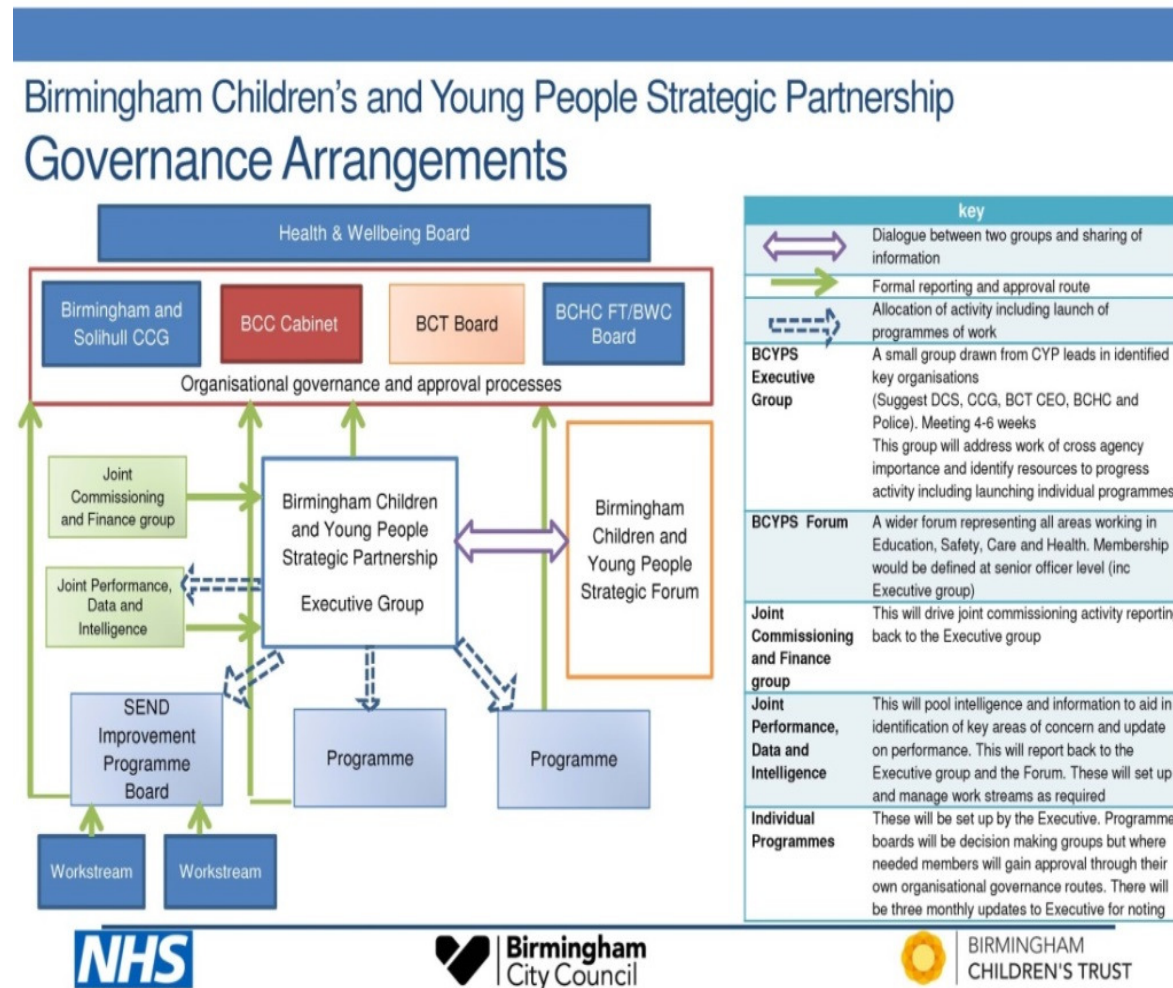 Birmingham Children's and Young People Strategic Partnership
Governance Arrangements
Health & Wellbeing Board
Birmingham and
Solihull CCG
BCC Cabinet
BCT Board
BCHC FT/BWC
Board
Organisational governance and approval processes
Joint
Commissioning
and Finance group
Joint Performance,
Data and
Intelligence
Birmingham Children
and Young People
Strategic Partnership
Executive Group
Birmingham
Children and
Young People
Strategic Forum
SEND
Improvement
Programme
Board
Programme
Programme
Workstream
Workstream
key
Dialogue between two groups and sharing of
information
Formal reporting and approval route
Allocation of activity including launch of
programmes of work
BCYPS
Executive
Group
A small group drawn from CYP leads in identified
key organisations
(Suggest DCS, CCG, BCT CEO, BCHC and
Police). Meeting 4-6 weeks
This group will address work of cross agency
importance and identify resources to progress
activity including launching individual programmes
BCYPS Forum
A wider forum representing all areas working in
Education, Safety, Care and Health. Membership
would be defined at senior officer level (inc
Executive group)
Joint
Commissioning
and Finance
group
This will drive joint commissioning activity reporting
back to the Executive group
Joint
Performance,
Data and
Intelligence
This will pool intelligence and information to aid in
identification of key areas of concern and update
on performance. This will report back to the
Executive group and the Forum. These will set up
and manage work streams as required
Individual
Programmes
These will be set up by the Executive. Programme
boards will be decision making groups but where
needed members will gain approval through their
own organisational governance routes. There will
be three monthly updates to Executive for noting
NHS
Birmingham
City Council
BIRMINGHAM
CHILDREN'S TRUST